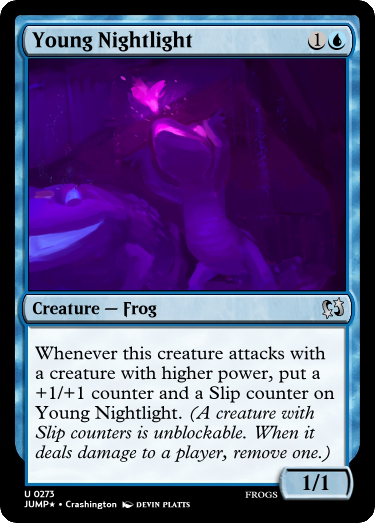 Young Nightlight 1
Creature — Frog
Whenever this creature attacks with
a creature with higher power, put a
+1/+1 counter and a Slip counter on
Young Nightlight. (A creature with
Slip counters is unblockable. When it
deals damage to a player, remove one.)
1/1
U 0273
JUMP★ • Crashington DEVIN PLATTS
FROGS